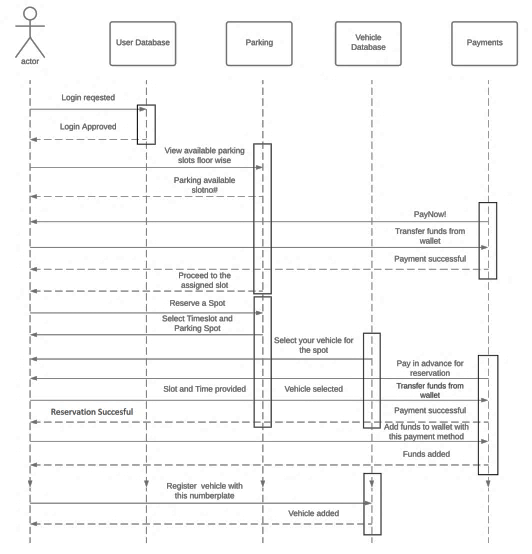 actor
User Database
Parking
Vehicle
Database
Payments
Login reqested
Login Approved
View available parking
slots floor wise
Parking available
slotno#
PayNow!
Transfer funds from
wallet
Payment successful
Proceed to the
assigned slot
Reserve a Spot
Select Timeslot and
Parking Spot
Select your vehicle for
the spot
Pay in advance for
reservation
Slot and Time provided
Vehicle selected
Transfer funds from
wallet
Reservation Succesful
Payment successful
Add funds to wallet with
this payment method
Funds added
Register vehicle with
this numberplate
Vehicle added